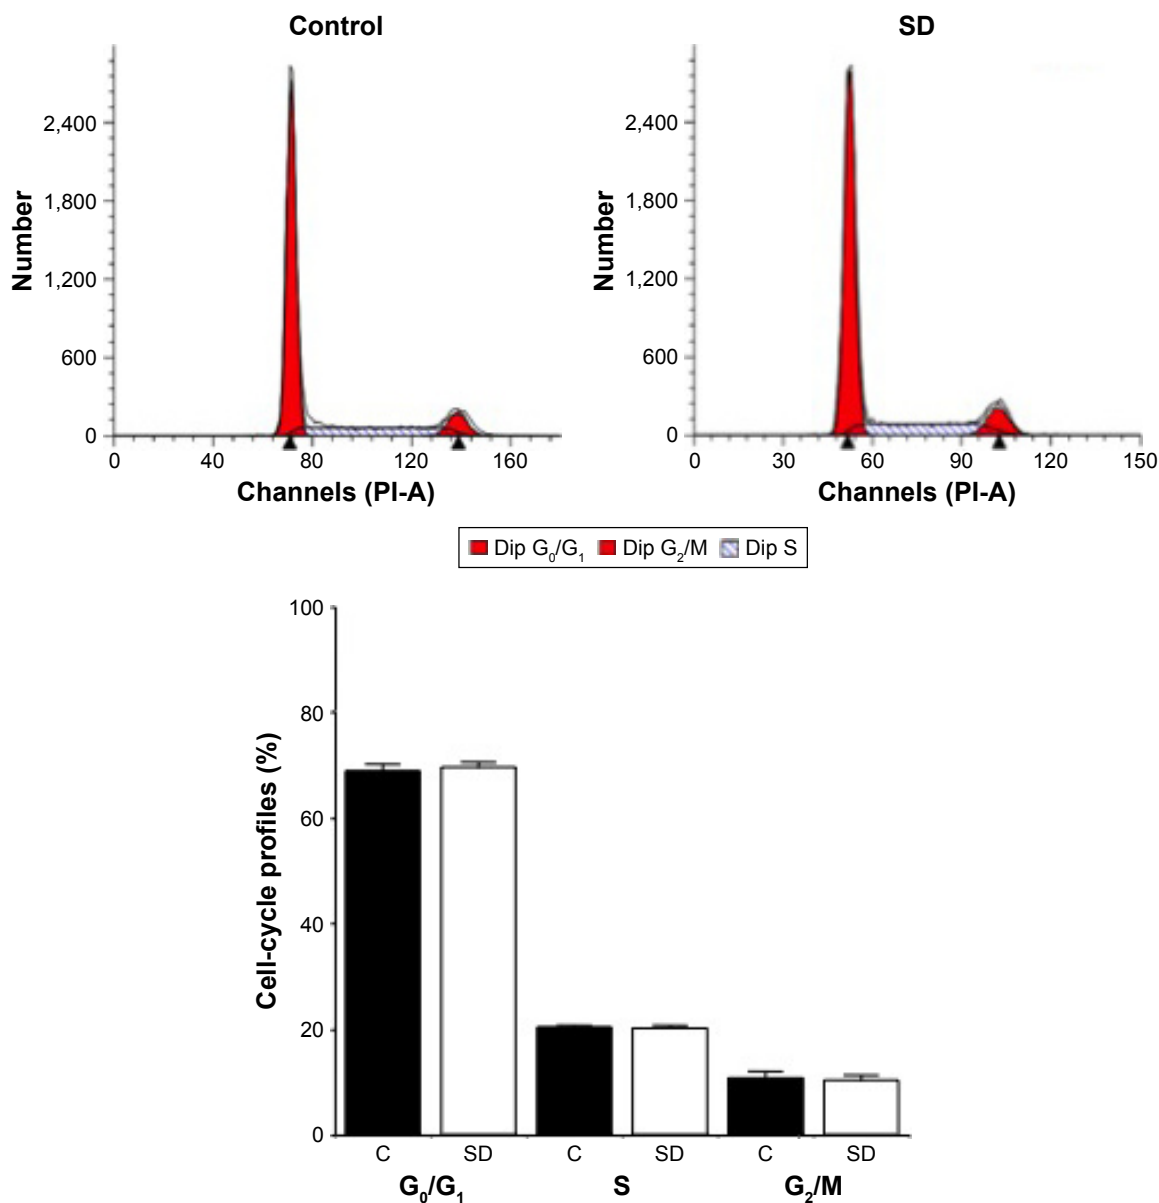 Control
SD
Number
2,400
1,800
1,200
600
0
0
40
80
120
160
Channels (PI-A)
Number
2,400
1,800
1,200
600
0
0
30
60
90
120
150
Channels (PI-A)
Dip G₀/G₁ Dip G₂/M Dip S
Cell-cycle profiles (%)
100
80
60
40
20
0
C SD C SD C SD
G₀/G₁ S G₂/M